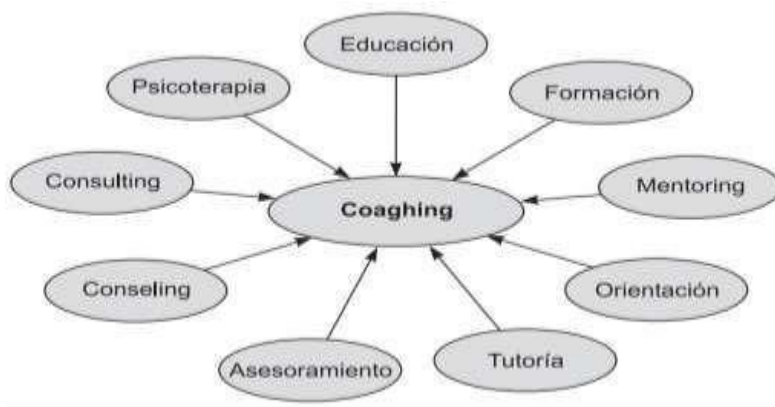 Educación
Psicoterapia
Formación
Consulting
Mentoring
Coaghing
Conseling
Orientación
Asesoramiento
Tutoría